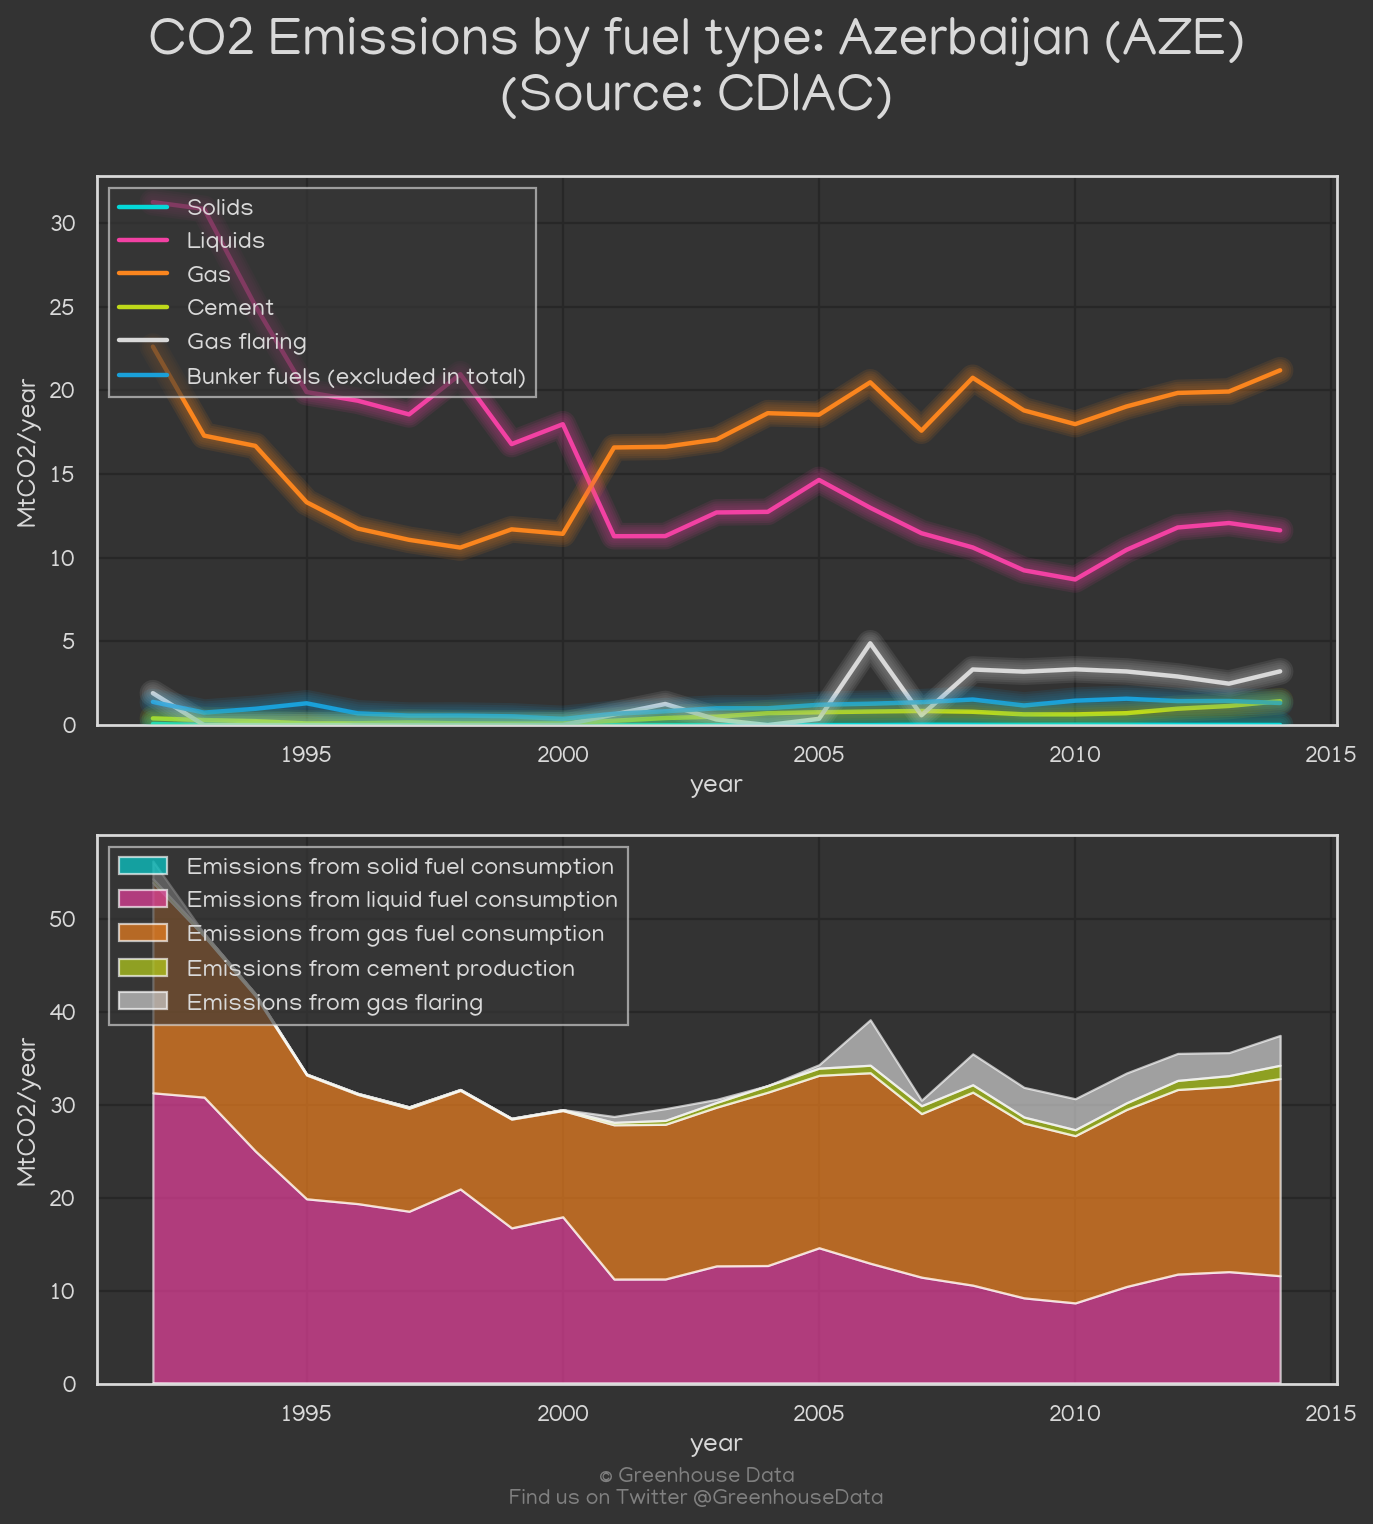 CO2 Emissions by fuel type: Azerbaijan (AZE)
(Source: CDIAC)
MtCO2/year
30
25
20
15
10
5
0
Solids
Liquids
Gas
Cement
Gas flaring
Bunker fuels (excluded in total)
1995
2000
2005
2010
2015
year
MtCO2/year
50
40
30
20
10
0
Emissions from solid fuel consumption
Emissions from liquid fuel consumption
Emissions from gas fuel consumption
Emissions from cement production
Emissions from gas flaring
1995
2000
2005
2010
2015
year
© Greenhouse Data
Find us on Twitter @GreenhouseData